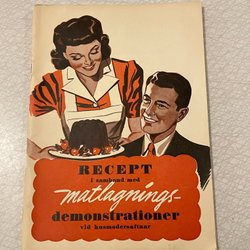 RECEPT
i samband med
matlagnings-
demonstrationer
vid husmodersaftnar